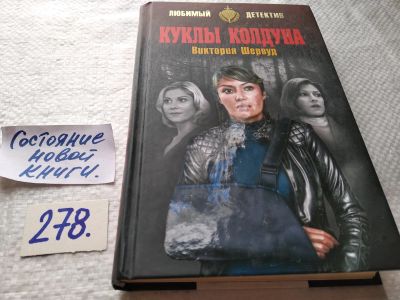 ЛЮБИМЫЙ ДЕТЕКТИВ
КУКЛЫ КОЛДУНА
Виктория Шервуд
Состояние
новой
книги.
278.